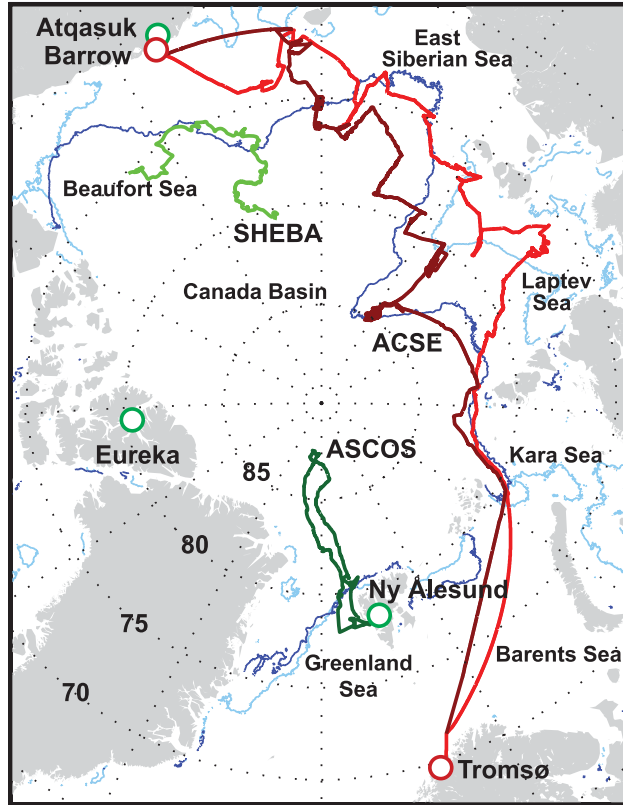 Atqasuk
Barrow
East
Siberian Sea
Beaufort Sea
SHEBA
Canada Basin
Laptev
Sea
ACSE
Eureka
ASCOS
Kara Sea
85
80
Ny Alesund
75
Greenland
Sea
Barents Sea
70
Tromsø